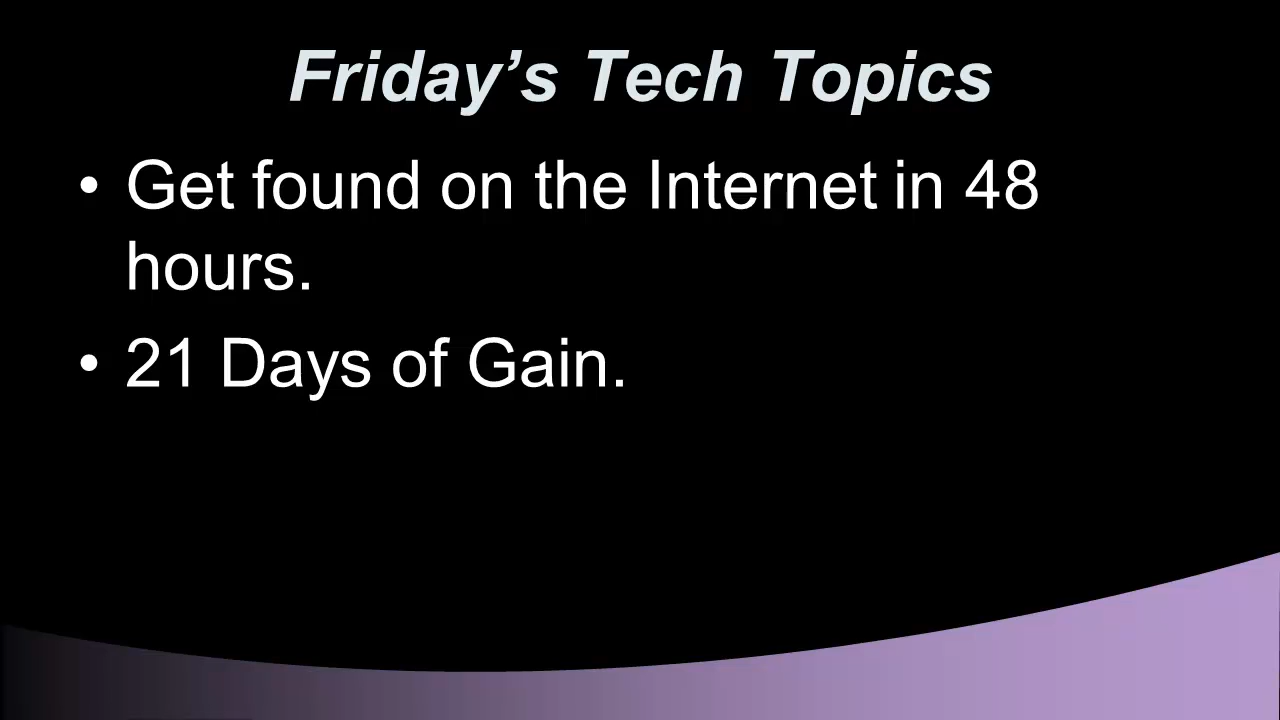 Friday’s Tech Topics
• Get found on the Internet in 48
hours.
• 21 Days of Gain.